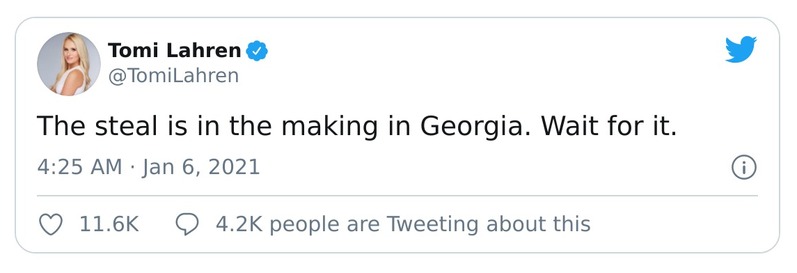 Tomi Lahren
@TomiLahren
The steal is in the making in Georgia. Wait for it.
4:25 AM · Jan 6, 2021
11.6K 4.2K people are Tweeting about this